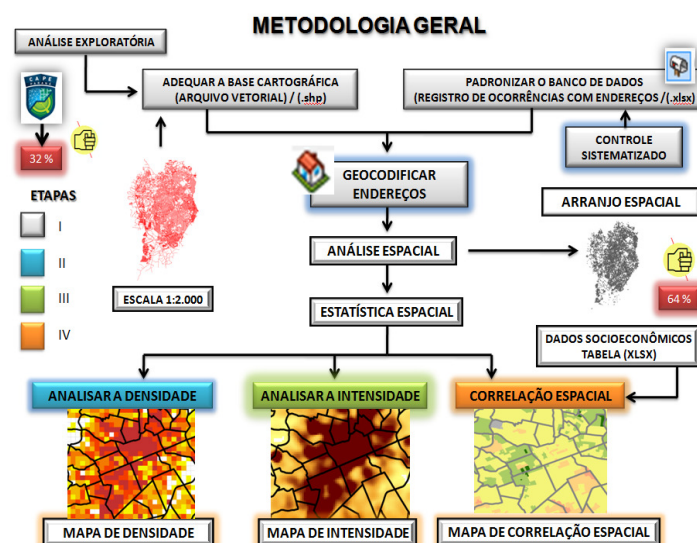 METODOLOGIA GERAL
ANÁLISE EXPLORATÓRIA
ADEQUAR A BASE CARTOGRÁFICA
(ARQUIVO VETORIAL) / (.shp)
PADRONIZAR O BANCO DE DADOS
(REGISTRO DE OCORRÊNCIAS COM ENDEREÇOS /(.xlsx)
32 %
CONTROLE
SISTEMATIZADO
GEOCODIFICAR
ENDEREÇOS
ETAPAS
I
II
III
IV
ARRANJO ESPACIAL
ANÁLISE ESPACIAL
ESCALA 1:2.000
64 %
ESTATÍSTICA ESPACIAL
DADOS SOCIOECONÔMICOS
TABELA (XLSX)
ANALISAR A DENSIDADE
ANALISAR A INTENSIDADE
CORRELAÇÃO ESPACIAL
MAPA DE DENSIDADE
MAPA DE INTENSIDADE
MAPA DE CORRELAÇÃO ESPACIAL